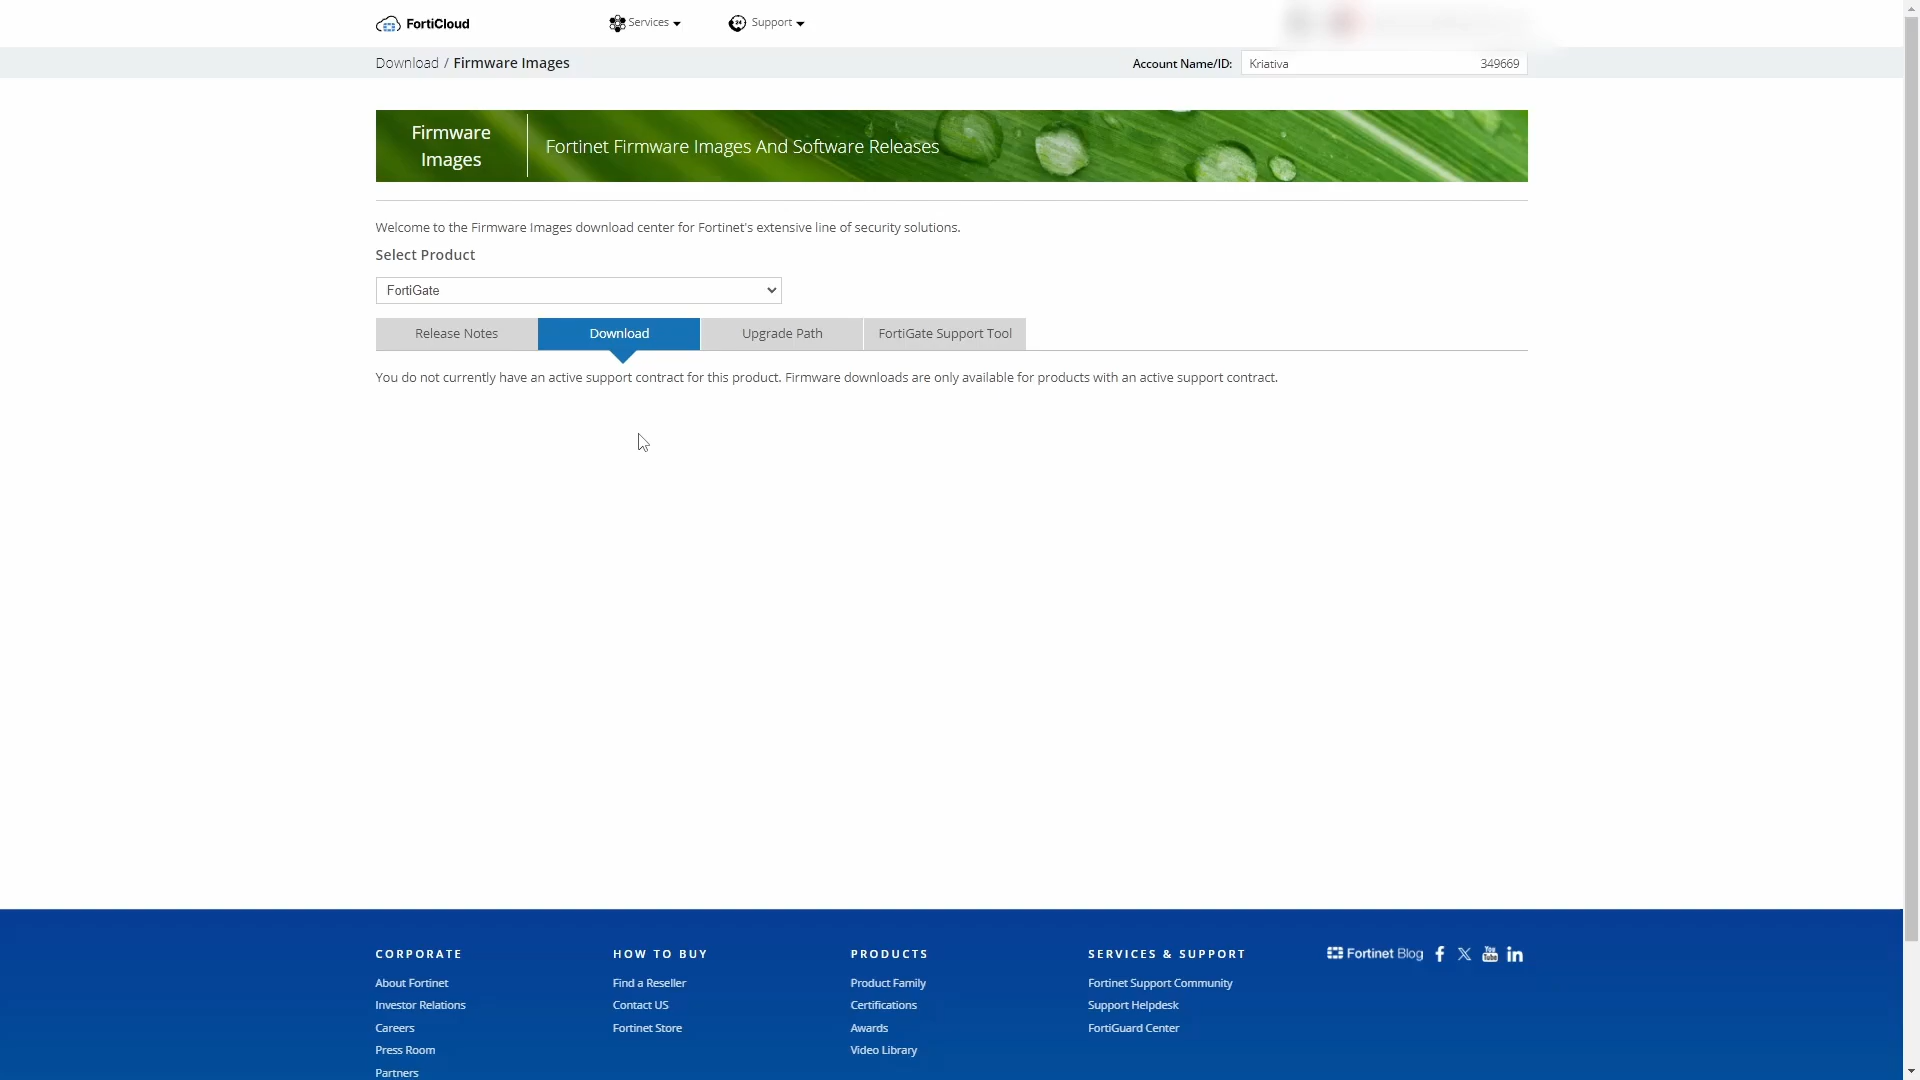 FortiCloud
Services
Support
Download / Firmware Images
Account Name/ID:
Kriativa
349669
Firmware
Images
Fortinet Firmware Images And Software Releases
Welcome to the Firmware Images download center for Fortinet's extensive line of security solutions.
Select Product
FortiGate
Release Notes
Download
Upgrade Path
FortiGate Support Tool
You do not currently have an active support contract for this product. Firmware downloads are only available for products with an active support contract.
CORPORATE
About Fortinet
Investor Relations
Careers
Press Room
Partners
HOW TO BUY
Find a Reseller
Contact US
Fortinet Store
PRODUCTS
Product Family
Certifications
Awards
Video Library
SERVICES & SUPPORT
Fortinet Support Community
Support Helpdesk
FortiGuard Center
Fortinet Blog